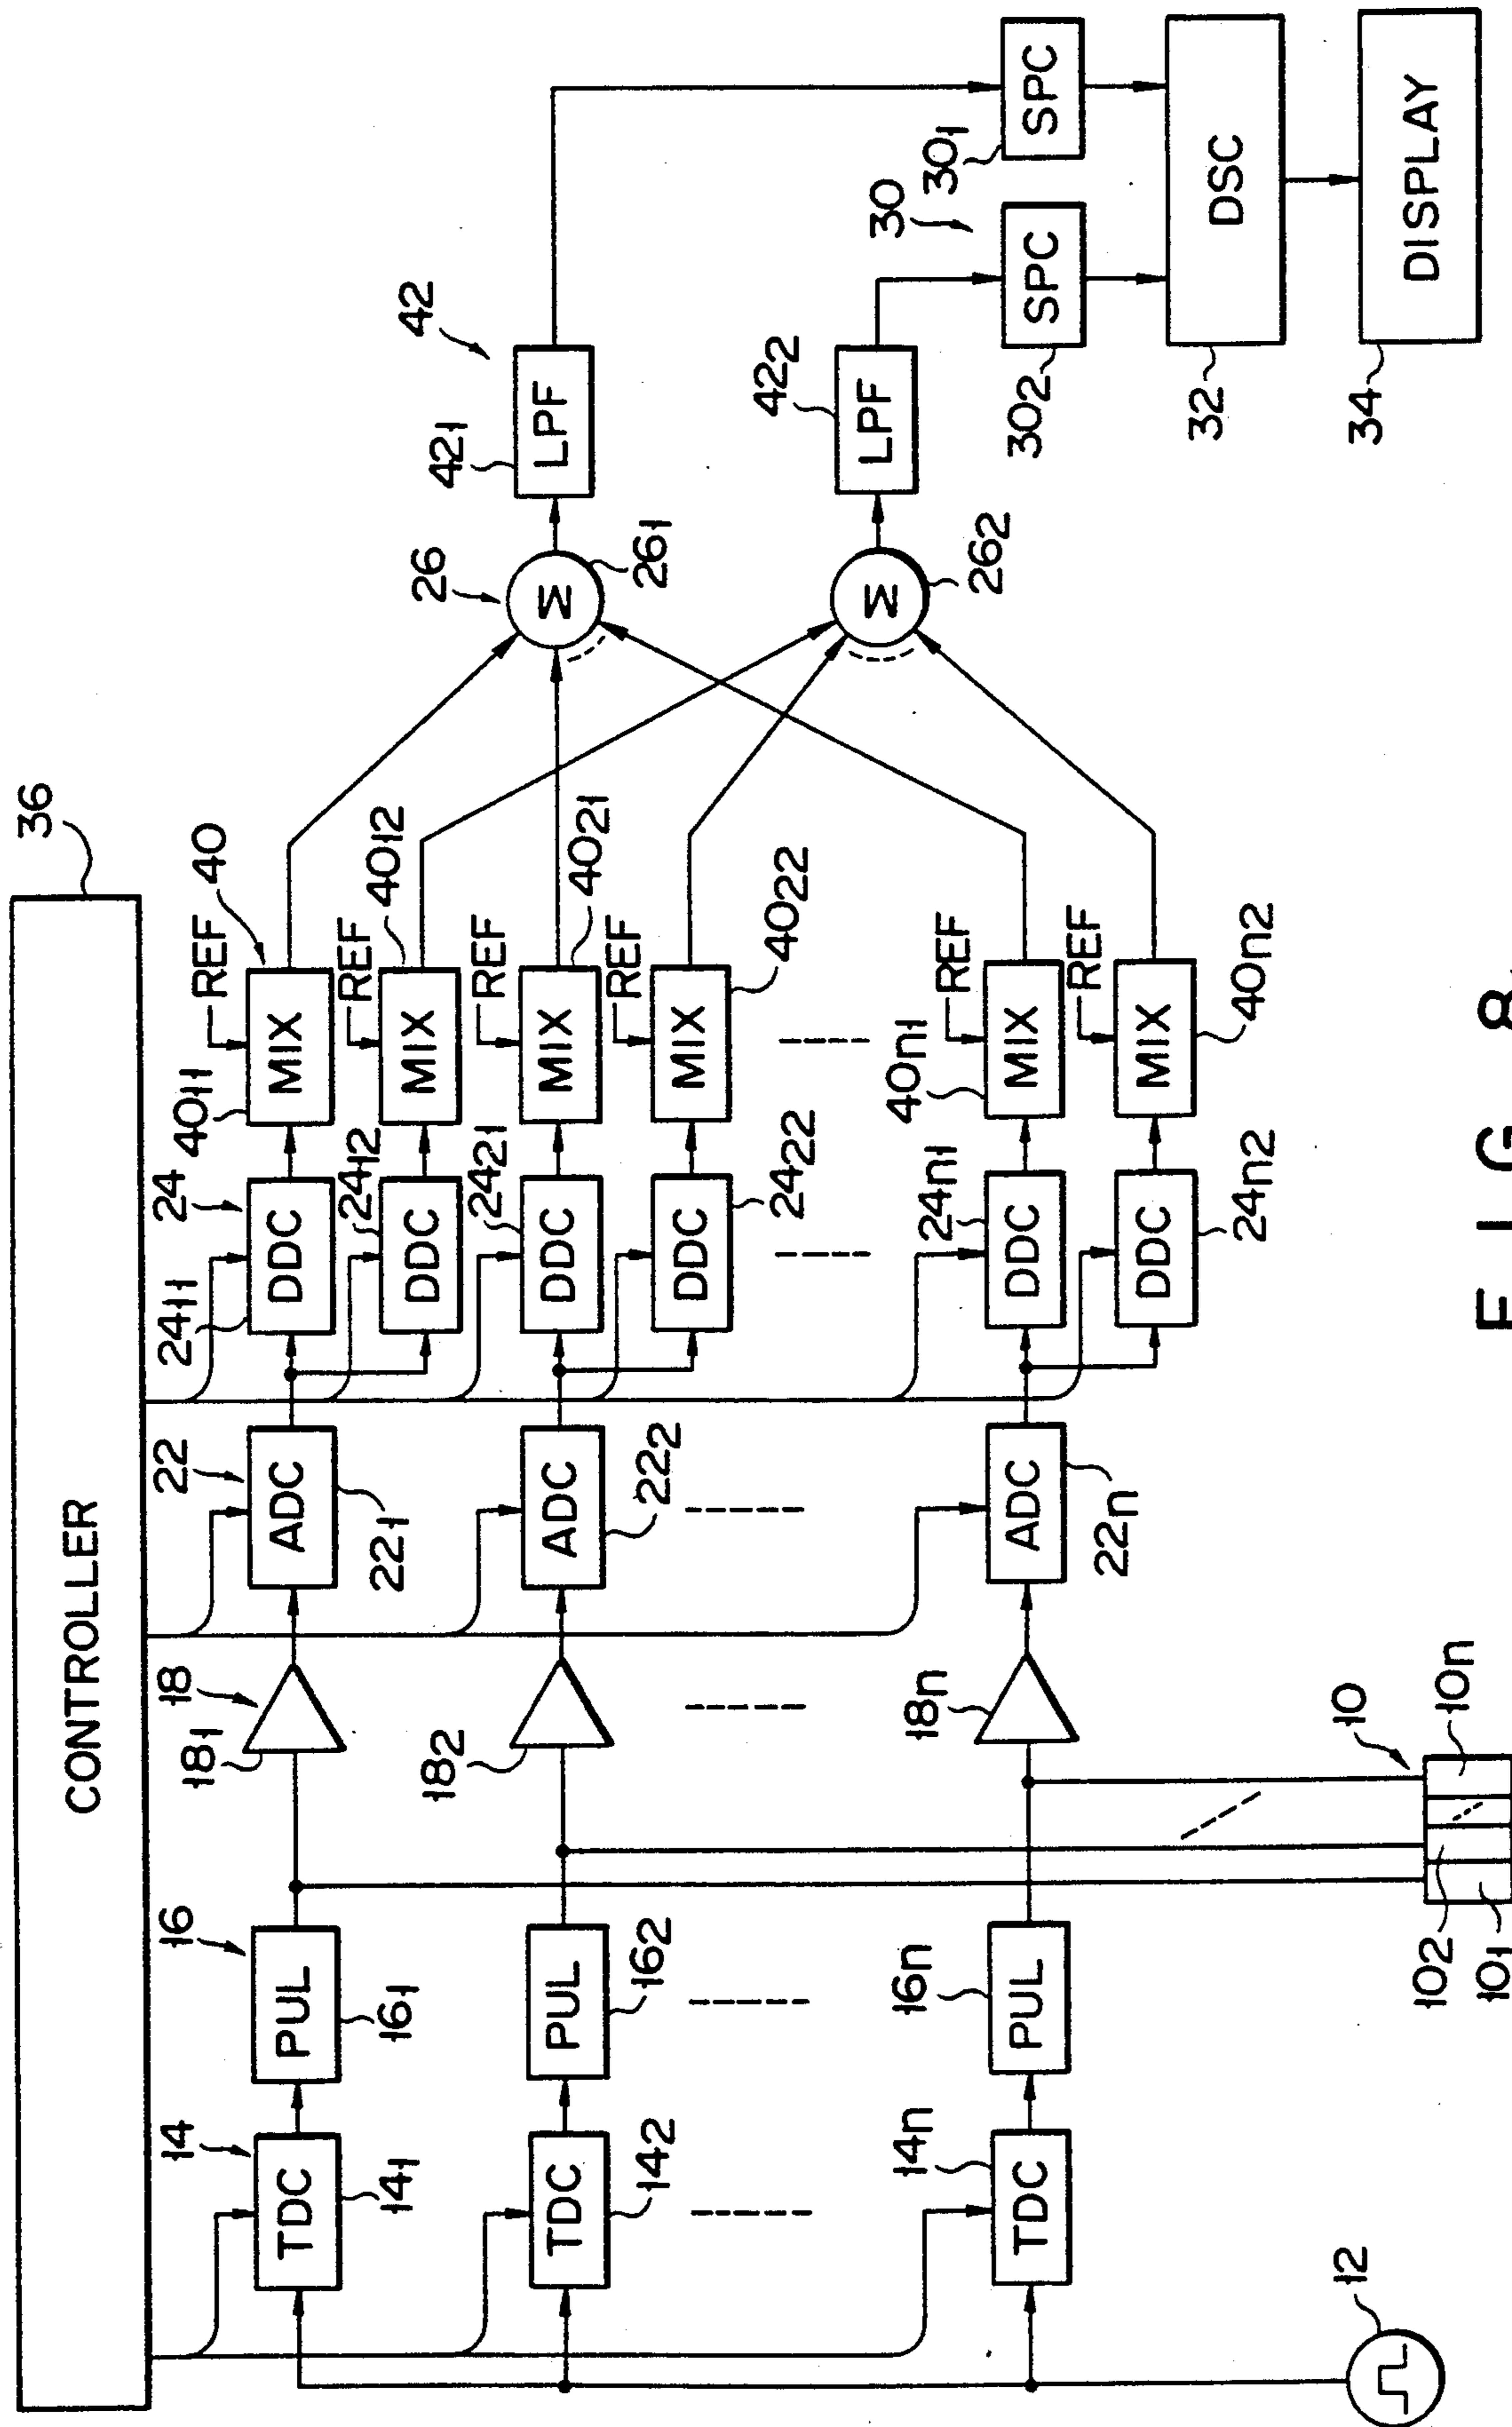 CONTROLLER
36
14
TDC
14₁
16
PUL
16₁
18
18₁
22
ADC
22₁
24
24₁₁
DDC
40
40₁₁
MIX
REF
24₁₂
DDC
REF
MIX
40₁₂
TDC
14₂
PUL
16₂
18₂
ADC
22₂
24₂₁
DDC
REF
MIX
40₂₁
DDC
24₂₂
REF
MIX
40₂₂
14n
TDC
16n
PUL
18n
ADC
22n
24n1
DDC
40n1
REF
MIX
DDC
24n2
REF
MIX
40n2
26
Σ
26₁
42
42₁
LPF
Σ
26₂
42₂
LPF
30
30₁
SPC
30₂
SPC
32
DSC
34
DISPLAY
12
10
10₁
10₂
10n
FIG. 8